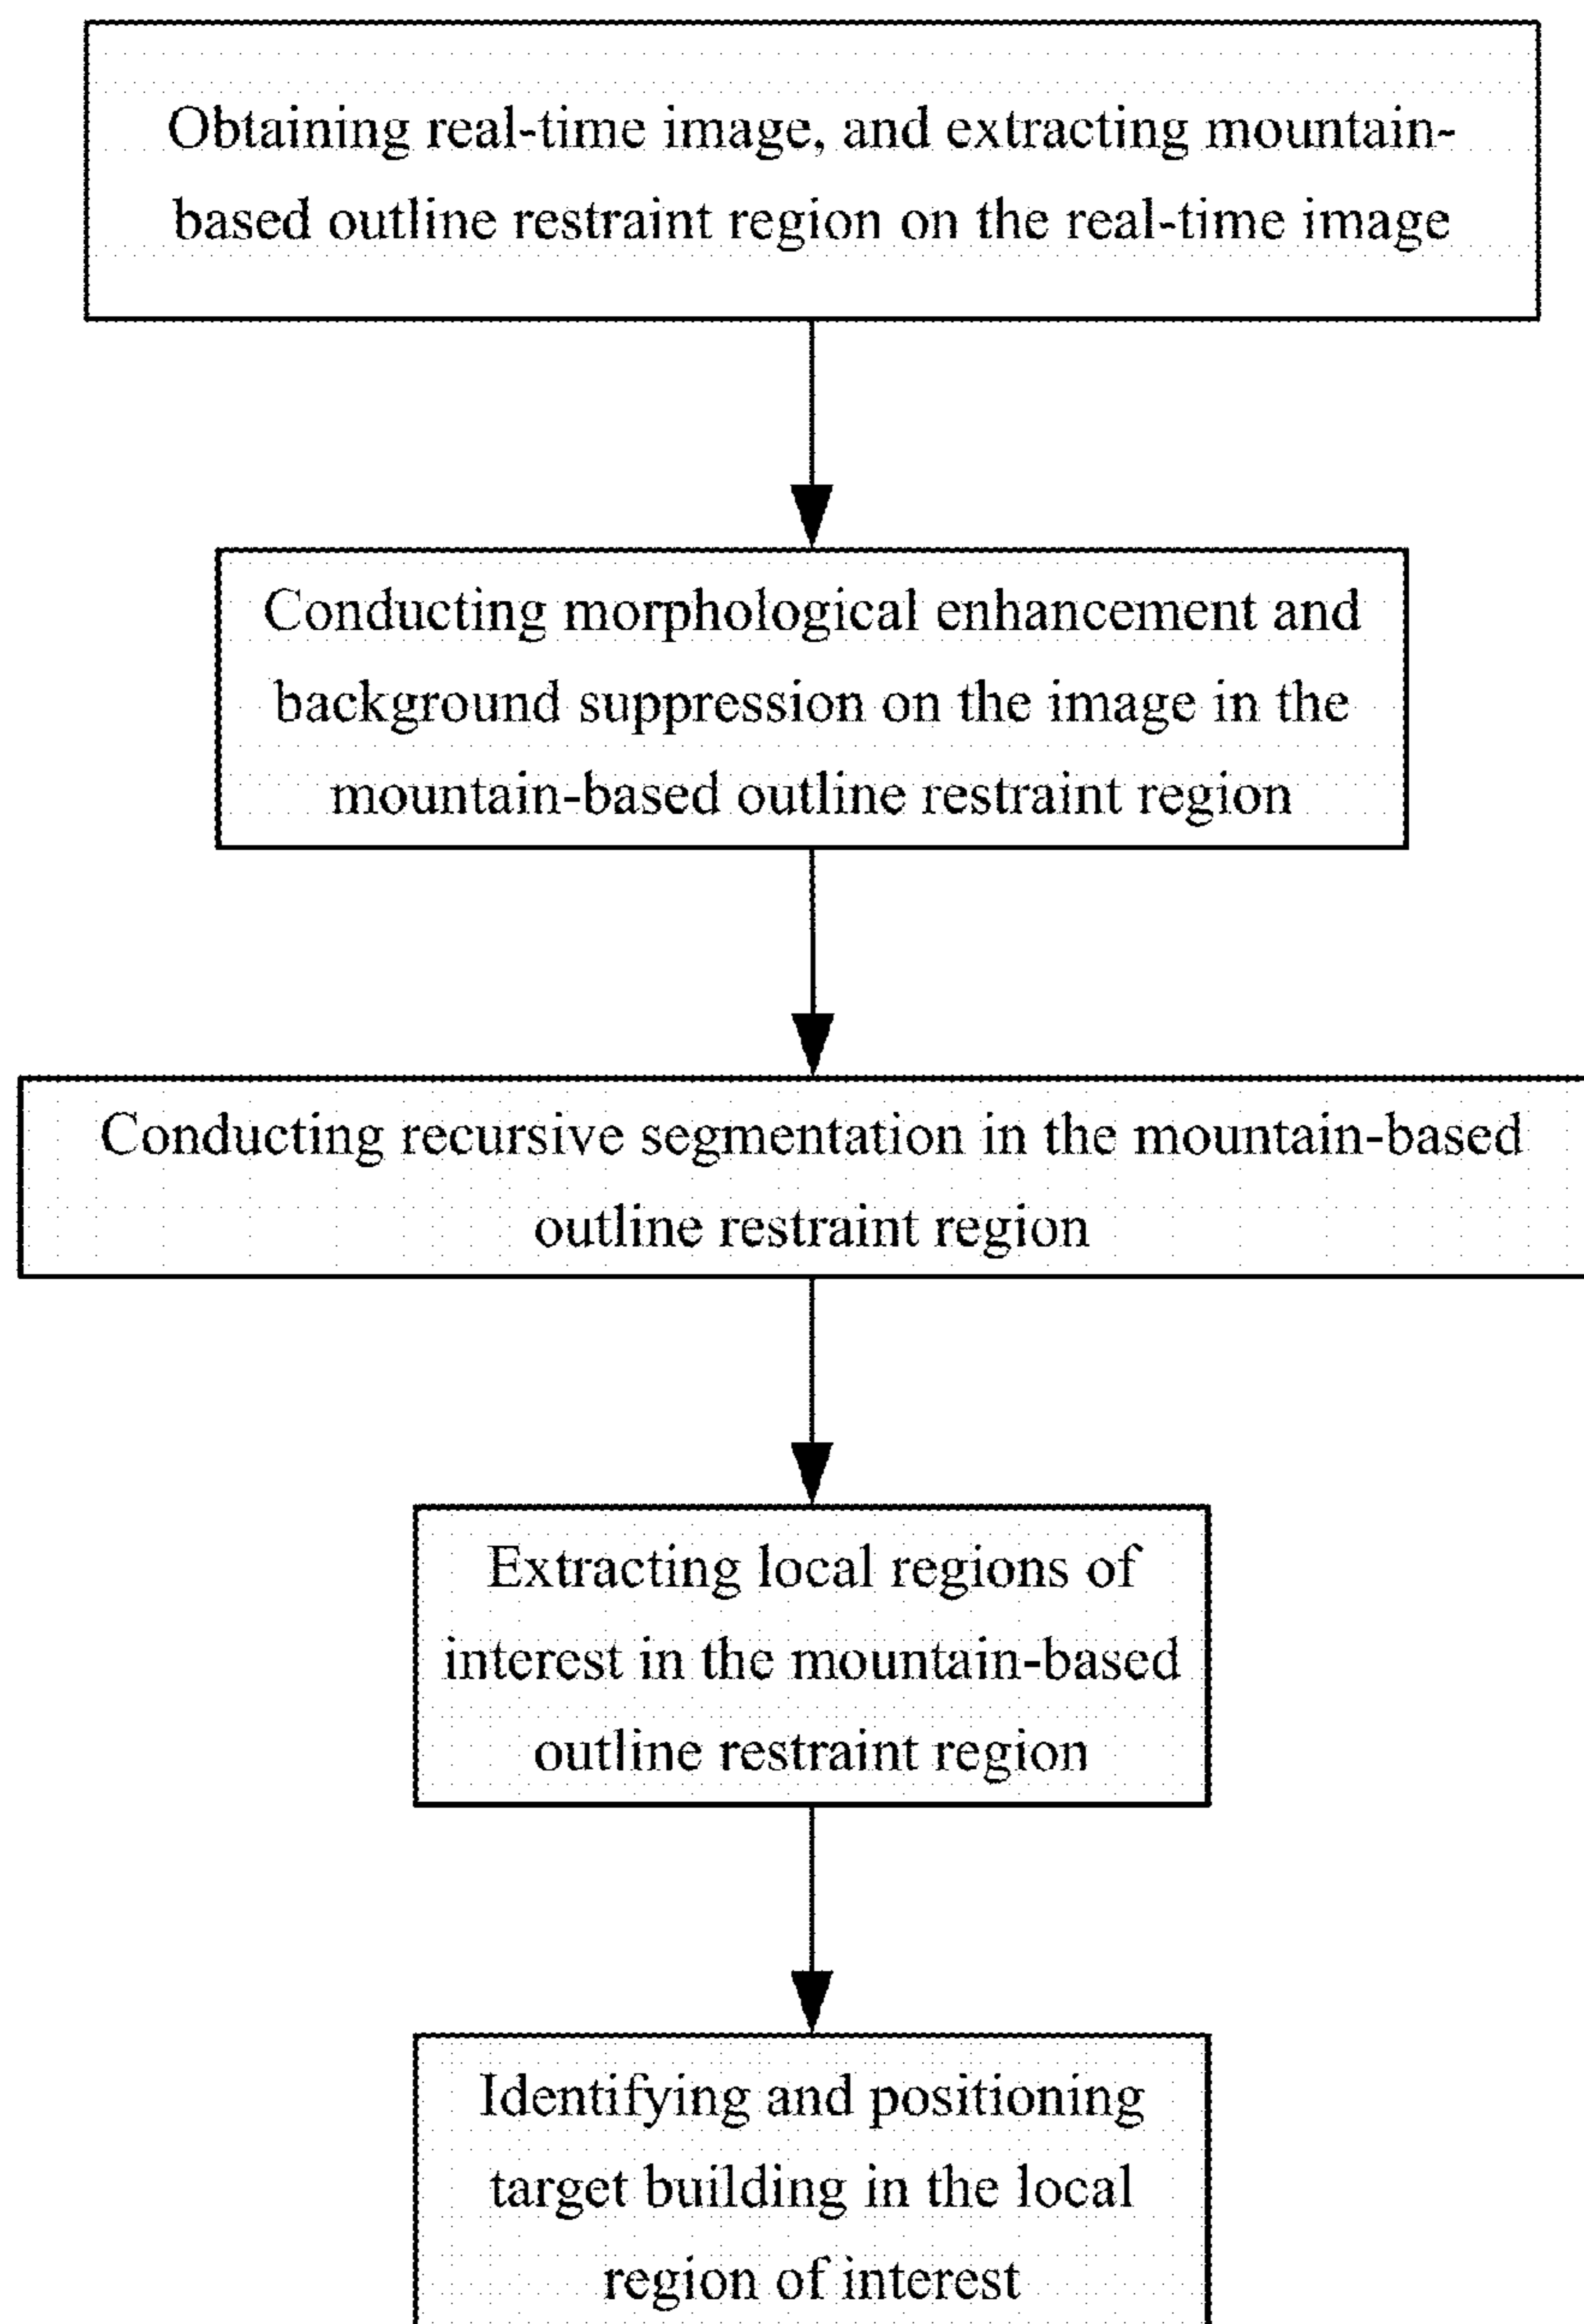 Obtaining real-time image, and extracting mountain-
based outline restraint region on the real-time image
Conducting morphological enhancement and
background suppression on the image in the
mountain-based outline restraint region
Conducting recursive segmentation in the mountain-based
outline restraint region
Extracting local regions of
interest in the mountain-based
outline restraint region
Identifying and positioning
target building in the local
region of interest